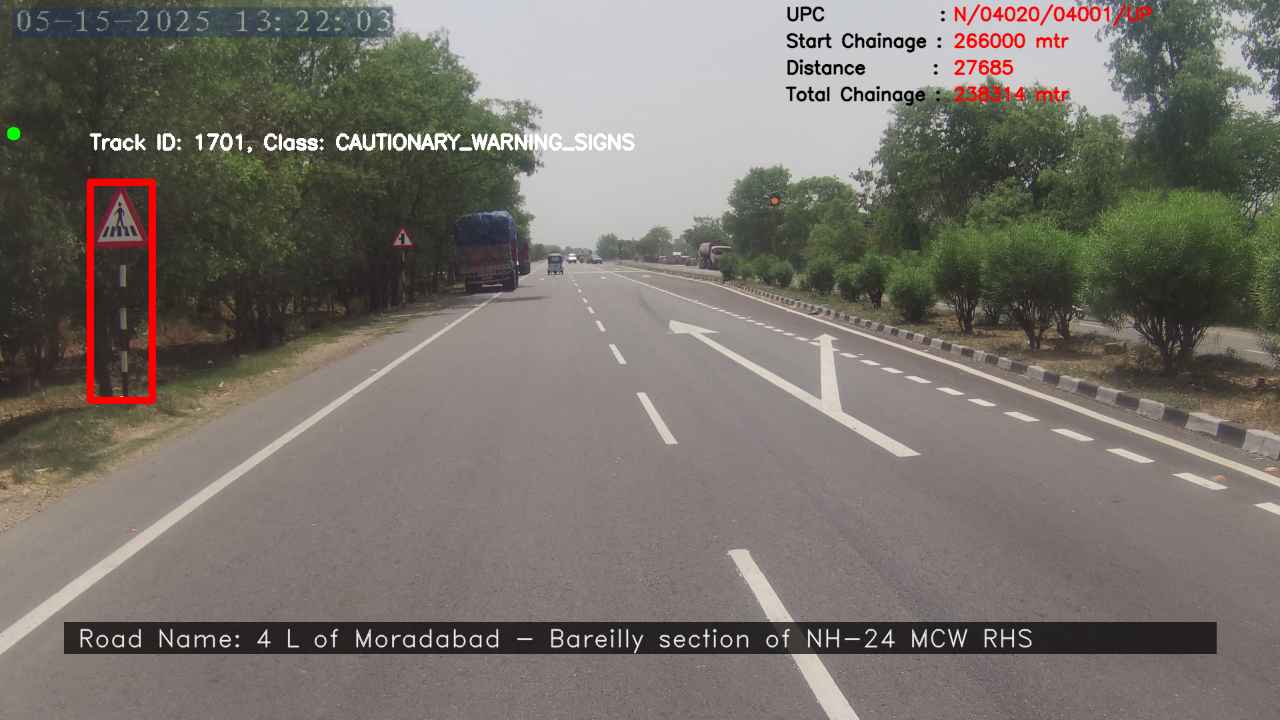 05-15-2025 13:22:03
UPC : N/04020/04001/UP
Start Chainage : 266000 mtr
Distance : 27685
Total Chainage : 238314 mtr
Track ID: 1701, Class: CAUTIONARY_WARNING_SIGNS
Road Name: 4 L of Moradabad - Bareilly section of NH-24 MCW RHS